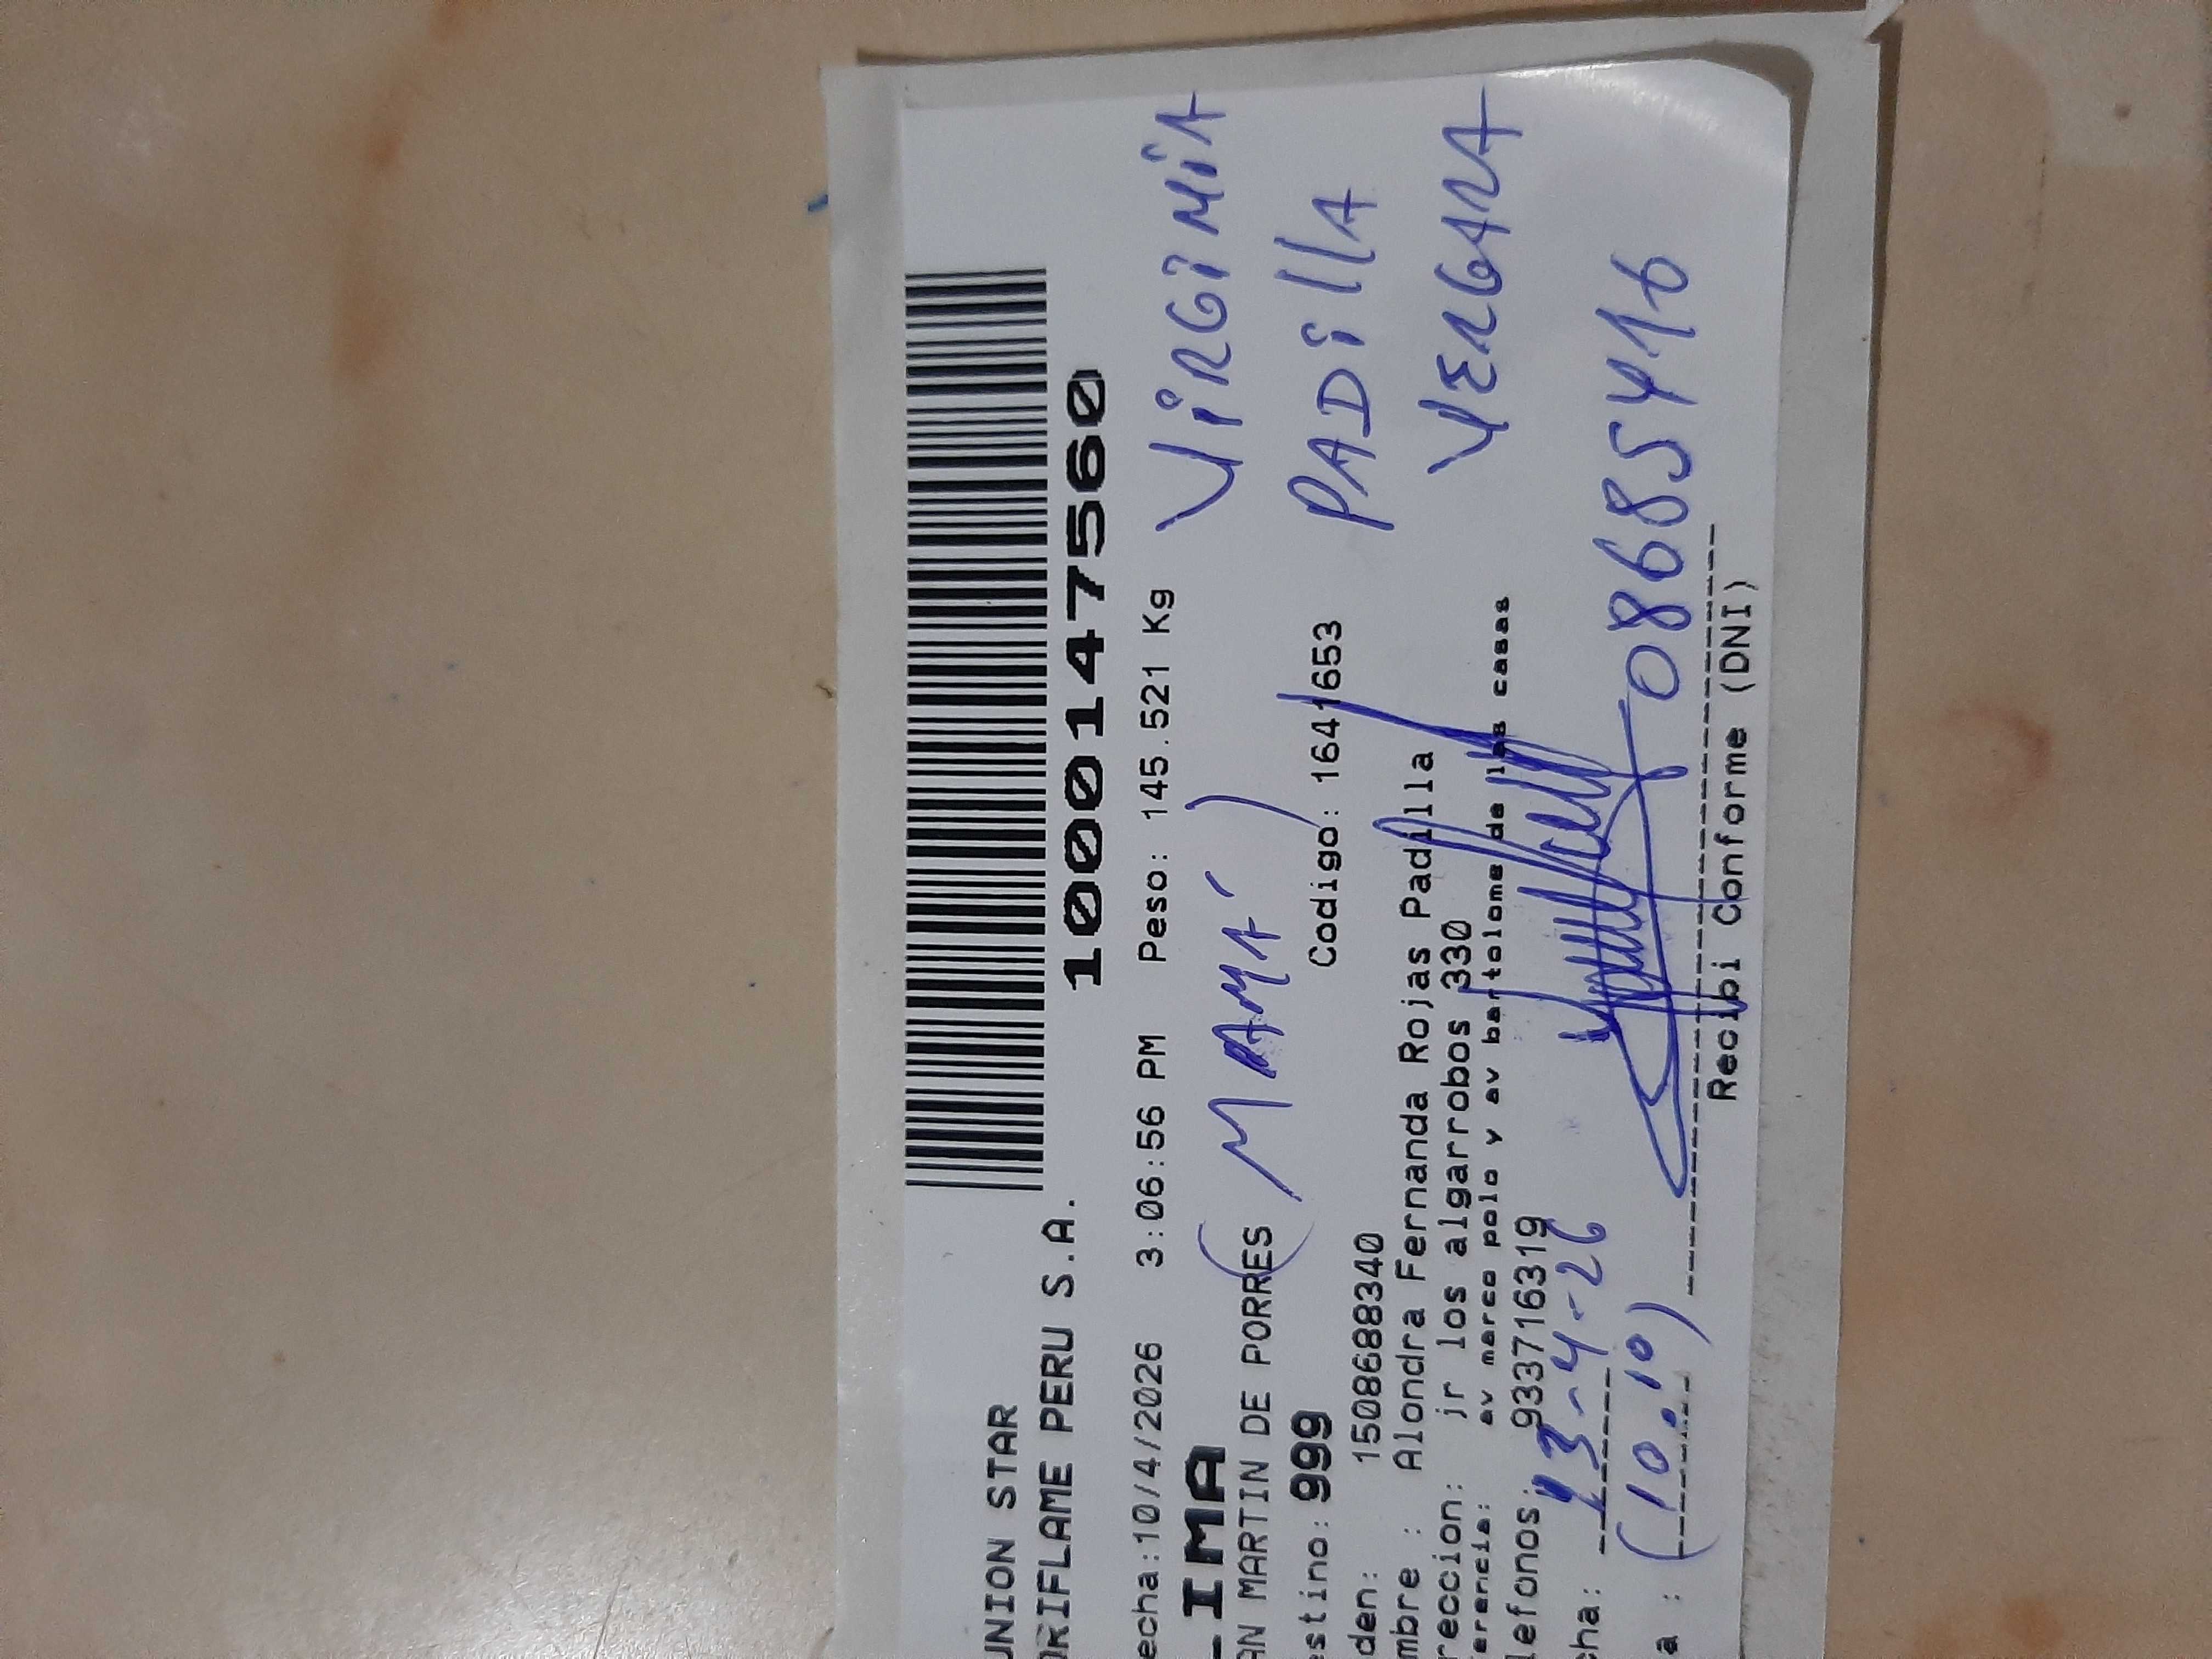 UNION STAR
ORIFLAME PERU S.A.
1000147560
echa:10/4/2026 3:06:56 PM Peso: 145.521 Kg
LIMA
VIRGINIA
AN MARTIN DE PORRES (MAMÁ)
estino: 999 Codigo: 1641653
PADILLA
den: 1508688340
mbre : Alondra Fernanda Rojas Padilla
VERGARA
reccion: jr los algarrobos 330
erencia: av marco polo y av bartolome de las casas
lefonos: 933716319
cha: 13-4-26
a : (10:10) 08685416
Recibi Conforme (DNI)